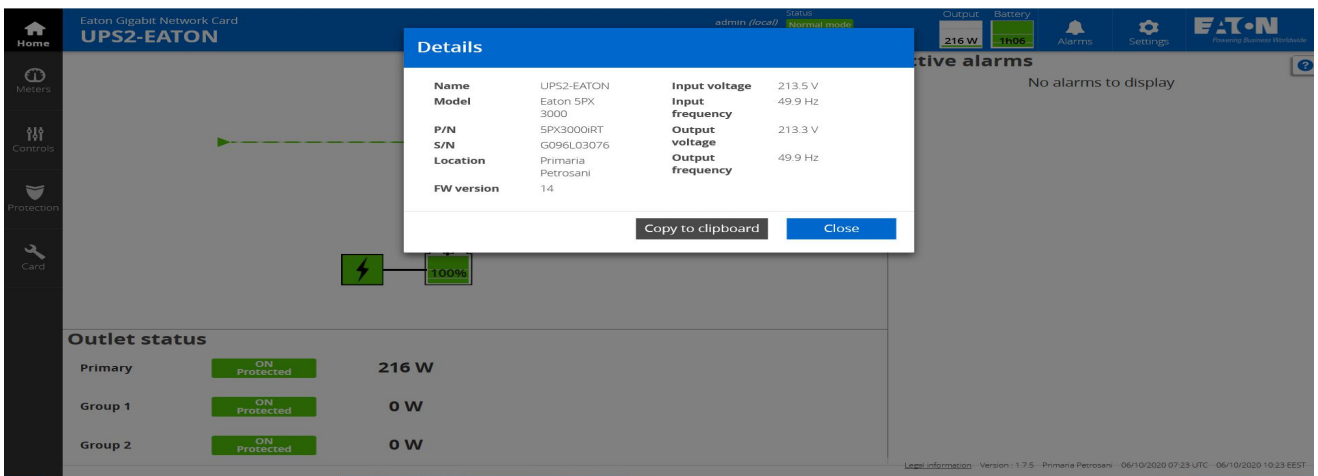 Eaton Gigabit Network Card
UPS2-EATON
admin (local)
Status
Normal mode
Output
216 W
Battery
1h06
Alarms
Settings
EATON
Powering Business Worldwide
Home
Meters
Controls
Protection
Card
Details
Name UPS2-EATON
Model Eaton 5PX
3000
P/N 5PX3000iRT
S/N G096L03076
Location Primaria
Petrosani
FW version 14
Input voltage 213.5 V
Input 49.9 Hz
frequency
Output 213.3 V
voltage
Output 49.9 Hz
frequency
Copy to clipboard
Close
100%
ctive alarms
?
No alarms to display
Outlet status
Primary ON 216 W
Protected
Group 1 ON 0 W
Protected
Group 2 ON 0 W
Protected
Legal information Version : 1.7.5 Primaria Petrosani 06/10/2020 07:23 UTC 06/10/2020 10:23 EEST